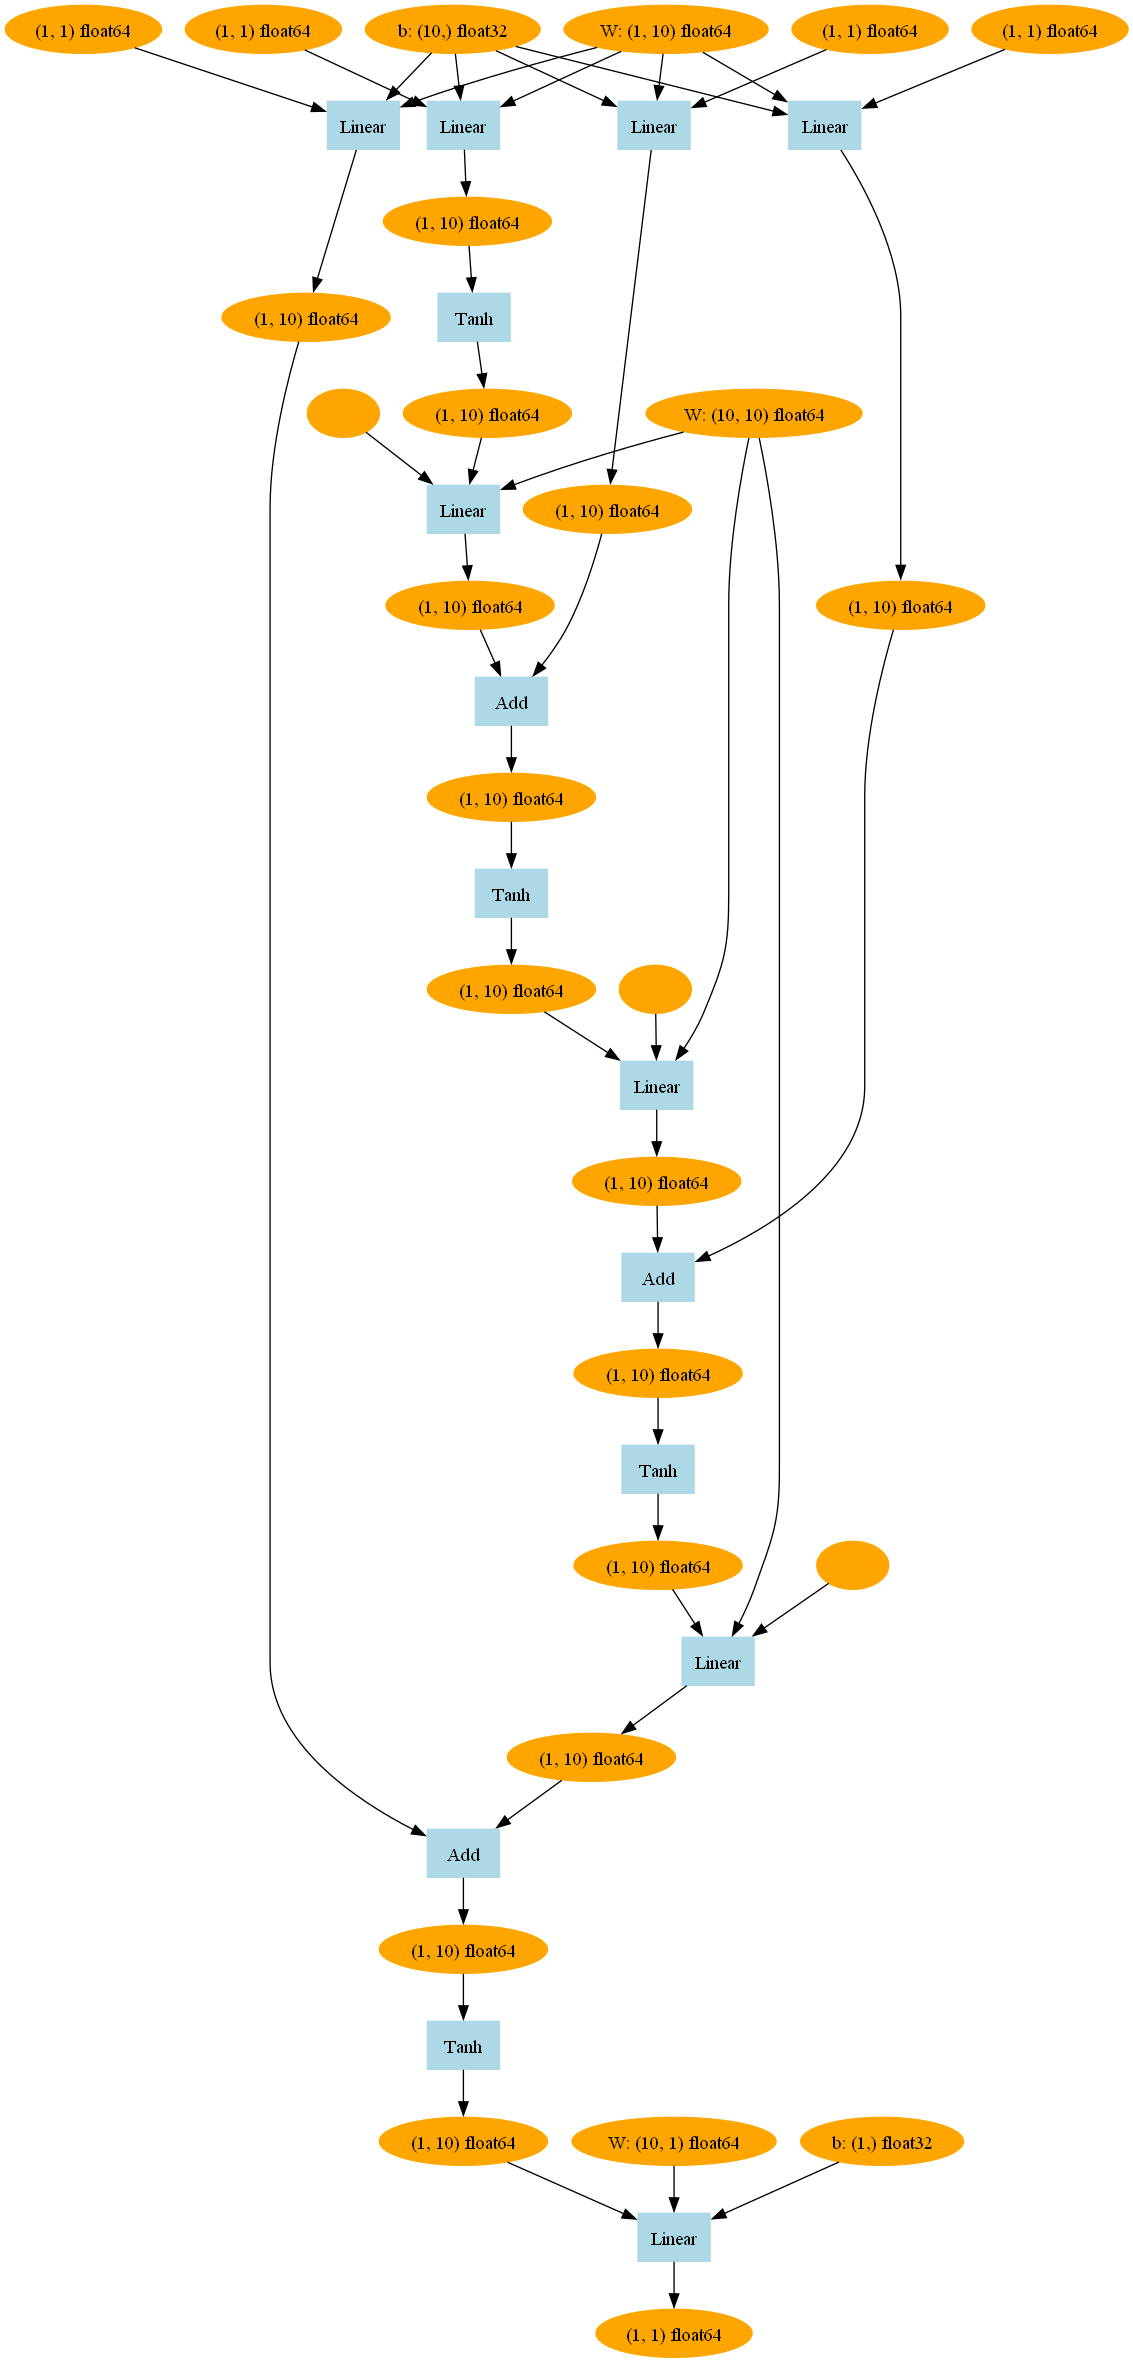 (1, 1) float64
(1, 1) float64
b: (10,) float32
W: (1, 10) float64
(1, 1) float64
(1, 1) float64
Linear
Linear
Linear
Linear
(1, 10) float64
(1, 10) float64
Tanh
(1, 10) float64
W: (10, 10) float64
Linear
(1, 10) float64
(1, 10) float64
(1, 10) float64
Add
(1, 10) float64
Tanh
(1, 10) float64
Linear
(1, 10) float64
Add
(1, 10) float64
Tanh
(1, 10) float64
Linear
(1, 10) float64
Add
(1, 10) float64
Tanh
(1, 10) float64
W: (10, 1) float64
b: (1,) float32
Linear
(1, 1) float64